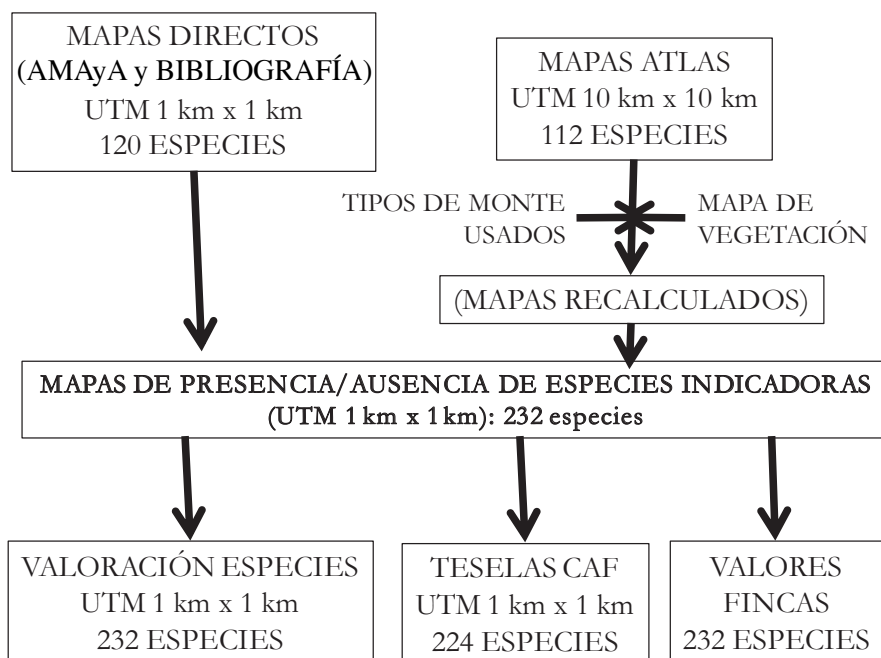 MAPAS DIRECTOS
(AMAyA y BIBLIOGRAFÍA)
UTM 1 km x 1 km
120 ESPECIES
MAPAS ATLAS
UTM 10 km x 10 km
112 ESPECIES
TIPOS DE MONTE
USADOS
MAPA DE
VEGETACIÓN
(MAPAS RECALCULADOS)
MAPAS DE PRESENCIA/AUSENCIA DE ESPECIES INDICADORAS
(UTM 1 km x 1 km): 232 especies
VALORACIÓN ESPECIES
UTM 1 km x 1 km
232 ESPECIES
TESELAS CAF
UTM 1 km x 1 km
224 ESPECIES
VALORES
FINCAS
232 ESPECIES